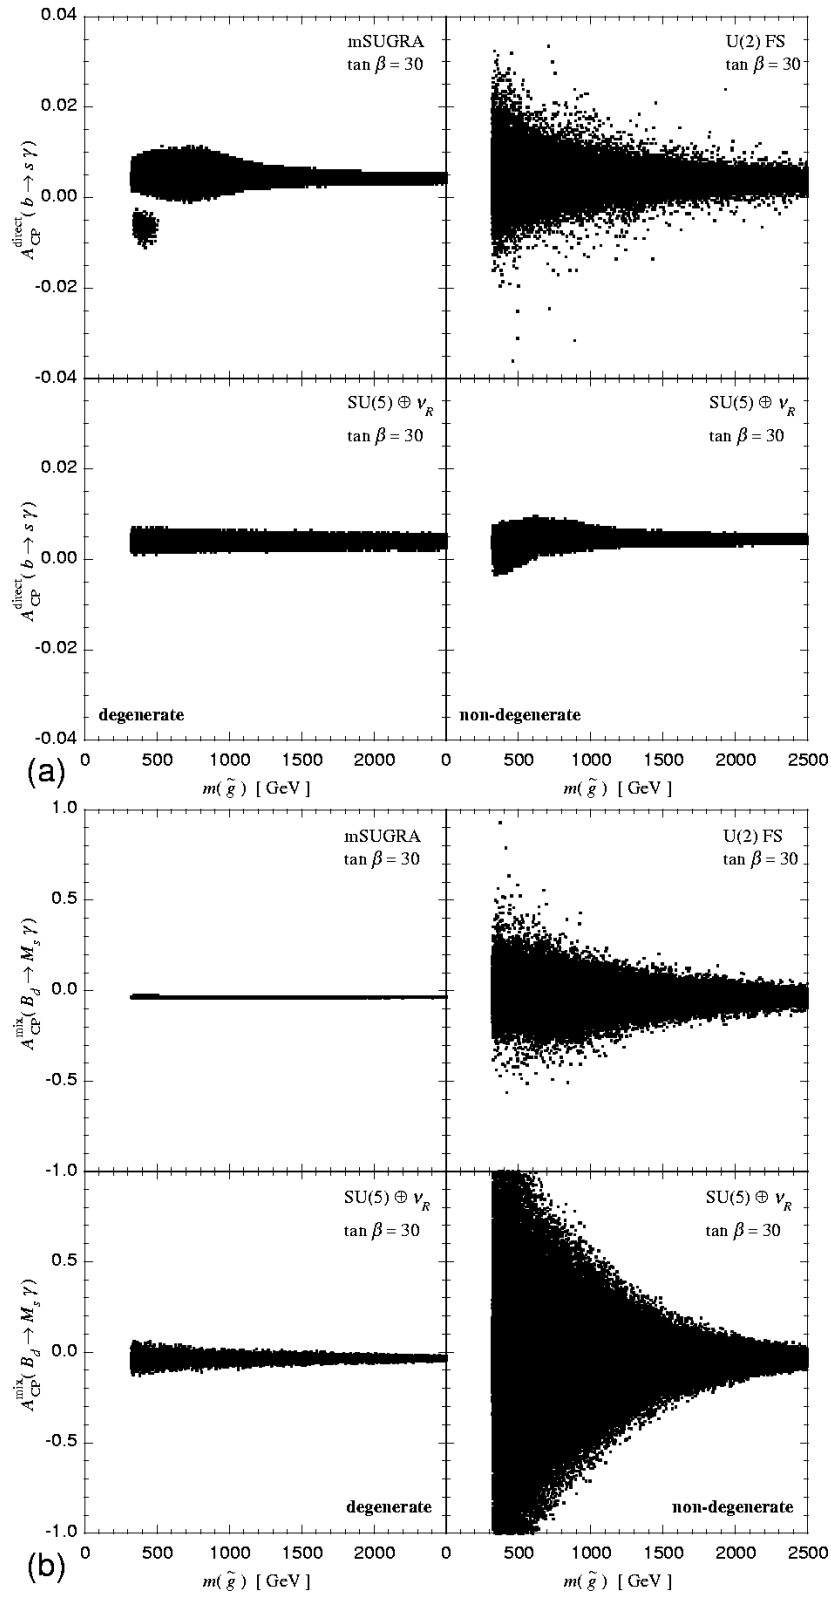 mSUGRA
tan β = 30
U(2) FS
tan β = 30
0.04
0.02
0.00
-0.02
-0.04
A_CP^direct ( b → s γ)
SU(5) ⊕ ν_R
tan β = 30
SU(5) ⊕ ν_R
tan β = 30
0.02
0.00
-0.02
-0.04
A_CP^direct ( b → s γ)
degenerate
non-degenerate
0 500 1000 1500 2000 0 500 1000 1500 2000 2500
(a)
m( g̃ ) [ GeV ] m( g̃ ) [ GeV ]
mSUGRA
tan β = 30
U(2) FS
tan β = 30
1.0
0.5
0.0
-0.5
-1.0
A_CP^mix ( B_d → M_s γ)
SU(5) ⊕ ν_R
tan β = 30
SU(5) ⊕ ν_R
tan β = 30
0.5
0.0
-0.5
-1.0
A_CP^mix ( B_d → M_s γ)
degenerate
non-degenerate
0 500 1000 1500 2000 0 500 1000 1500 2000 2500
(b)
m( g̃ ) [ GeV ] m( g̃ ) [ GeV ]